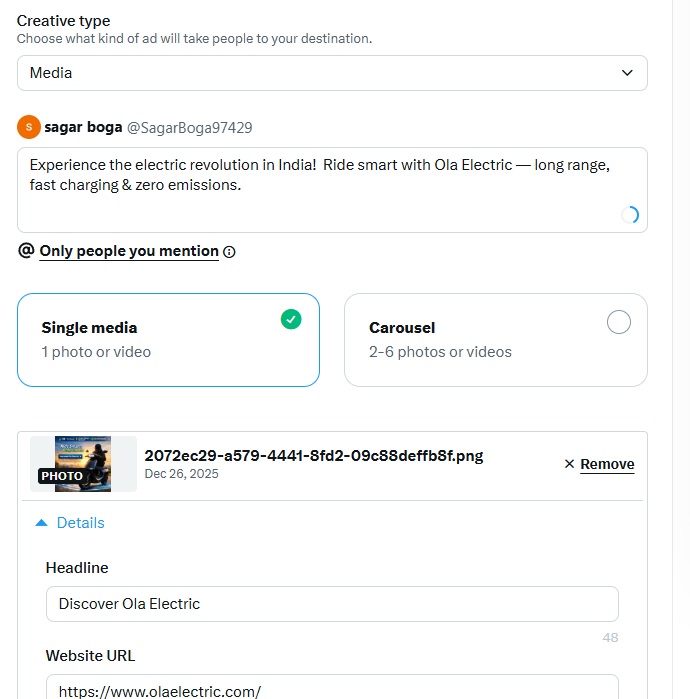 Creative type
Choose what kind of ad will take people to your destination.
Media
S sagar boga @SagarBoga97429
Experience the electric revolution in India!  Ride smart with Ola Electric — long range,
fast charging & zero emissions.
@ Only people you mention
Single media
1 photo or video
Carousel
2-6 photos or videos
PHOTO
2072ec29-a579-4441-8fd2-09c88deffb8f.png
Dec 26, 2025
× Remove
Details
Headline
Discover Ola Electric
48
Website URL
https://www.olaelectric.com/